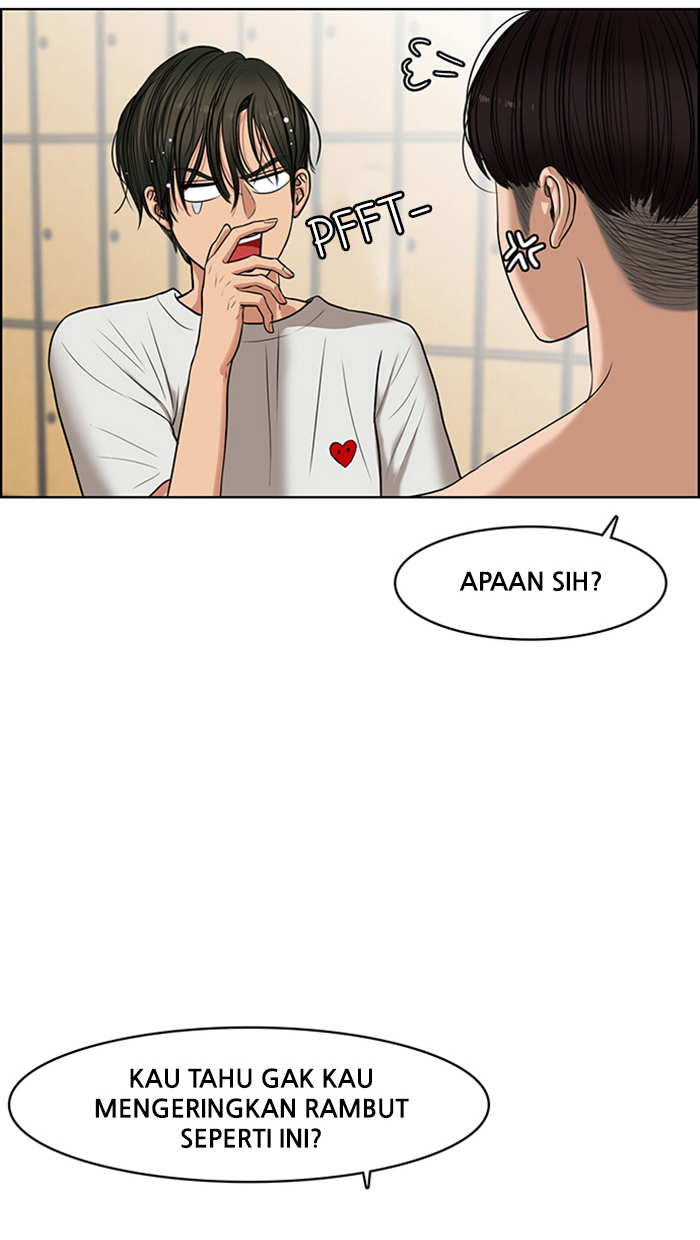 PFFT-
APAAN SIH?
KAU TAHU GAK KAU
MENGERINGKAN RAMBUT
SEPERTI INI?